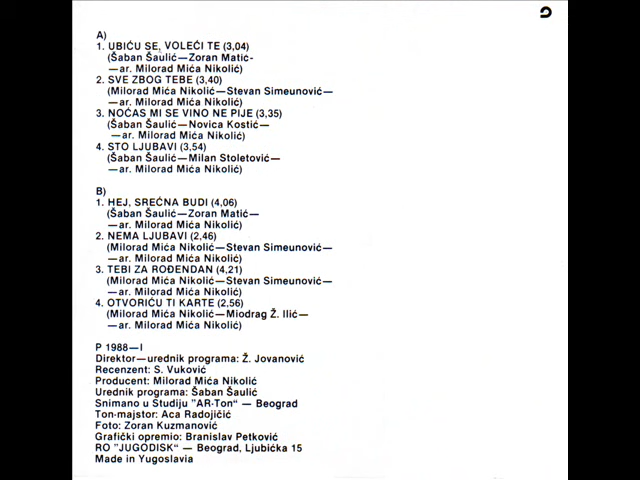 A)
1. UBIĆU SE, VOLEĆI TE (3,04)
(Šaban Šaulić—Zoran Matić-
—ar. Milorad Mića Nikolić)
2. SVE ZBOG TEBE (3,40)
(Milorad Mića Nikolić—Stevan Simeunović—
—ar. Milorad Mića Nikolić)
3. NOĆAS MI SE VINO NE PIJE (3,35)
(Šaban Šaulić—Novica Kostić—
—ar. Milorad Mića Nikolić)
4. STO LJUBAVI (3,54)
(Šaban Šaulić—Milan Stoletović—
—ar. Milorad Mića Nikolić)
B)
1. HEJ, SREĆNA BUDI (4,06)
(Šaban Šaulić—Zoran Matić—
—ar. Milorad Mića Nikolić)
2. NEMA LJUBAVI (2,46)
(Milorad Mića Nikolić—Stevan Simeunović—
—ar. Milorad Mića Nikolić)
3. TEBI ZA ROĐENDAN (4,21)
(Milorad Mića Nikolić—Stevan Simeunović—
—ar. Milorad Mića Nikolić)
4. OTVORIĆU TI KARTE (2,56)
(Milorad Mića Nikolić—Miodrag Ž. Ilić—
—ar. Milorad Mića Nikolić)
P 1988—I
Direktor—urednik programa: Ž. Jovanović
Recenzent: S. Vuković
Producent: Milorad Mića Nikolić
Urednik programa: Šaban Šaulić
Snimano u Studiju "AR-Ton“ — Beograd
Ton-majstor: Aca Radojičić
Foto: Zoran Kuzmanović
Grafički opremio: Branislav Petković
RO "JUGODISK“ — Beograd, Ljubićka 15
Made in Yugoslavia